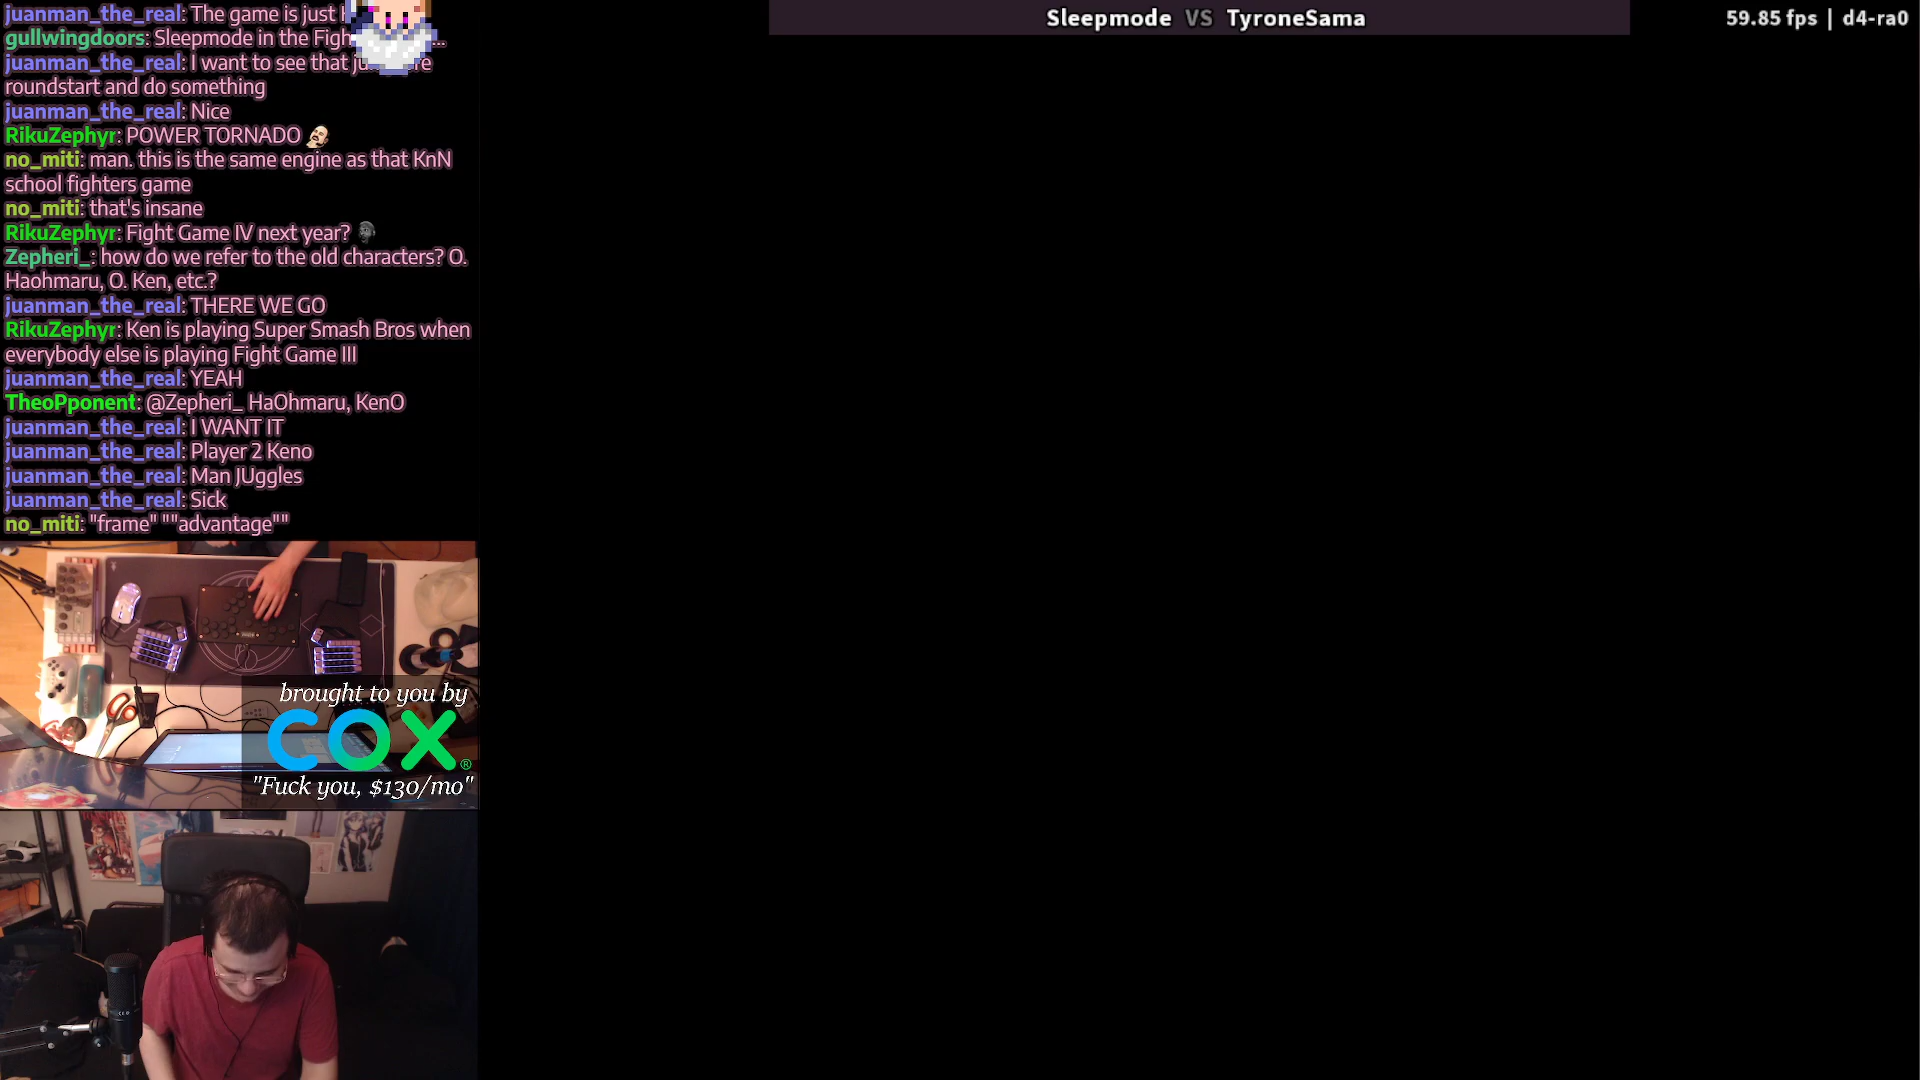 juanman_the_real: The game is just
gullwingdoors: Sleepmode in the Figh ...
juanman_the_real: I want to see that
roundstart and do something
juanman_the_real: Nice
RikuZephyr: POWER TORNADO
no_miti: man. this is the same engine as that KnN
school fighters game
no_miti: that's insane
RikuZephyr: Fight Game IV next year?
Zepheri_: how do we refer to the old characters? O.
Haohmaru, O. Ken, etc.?
juanman_the_real: THERE WE GO
RikuZephyr: Ken is playing Super Smash Bros when
everybody else is playing Fight Game III
juanman_the_real: YEAH
TheoPponent: @Zepheri_ HaOhmaru, KenO
juanman_the_real: I WANT IT
juanman_the_real: Player 2 Keno
juanman_the_real: Man JUggles
juanman_the_real: Sick
no_miti: "frame" ""advantage""
brought to you by
COX®
"Fuck you, $130/mo"
Sleepmode VS TyroneSama
59.85 fps | d4-ra0